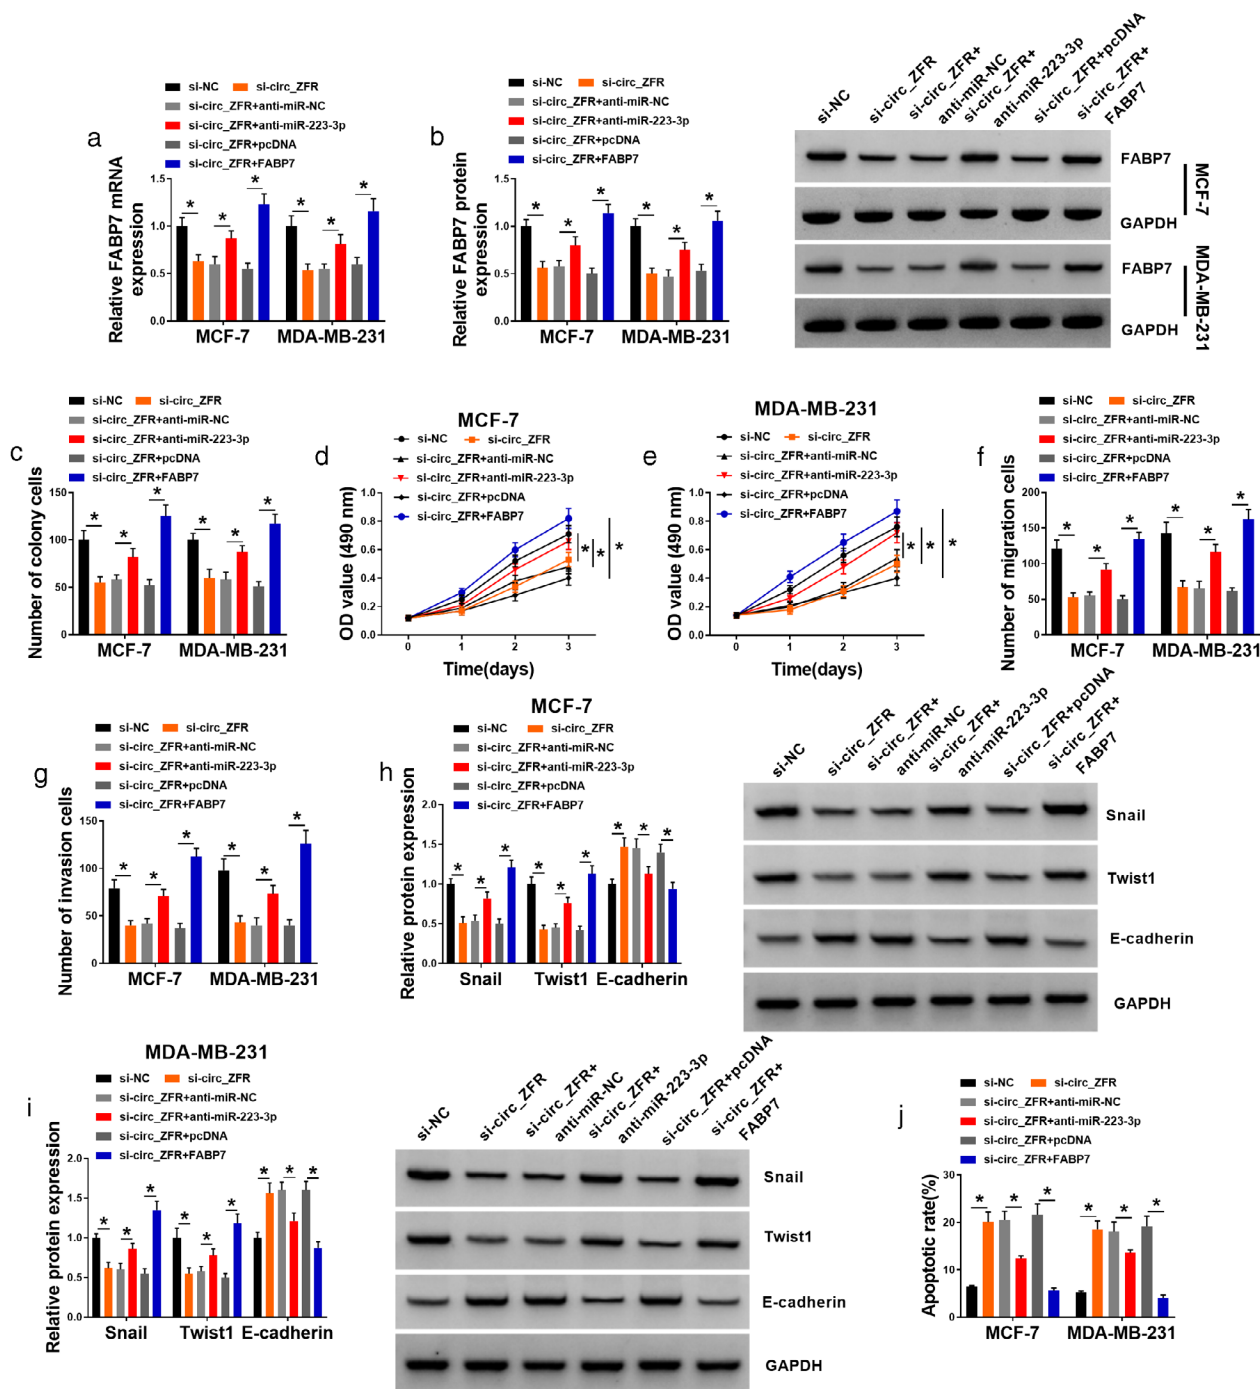 a
si-NC si-circ_ZFR
si-circ_ZFR+anti-miR-NC
si-circ_ZFR+anti-miR-223-3p
si-circ_ZFR+pcDNA
si-circ_ZFR+FABP7
Relative FABP7 mRNA
expression
1.5
1.0
0.5
0.0
* * * * * *
MCF-7 MDA-MB-231
b
si-NC si-circ_ZFR
si-circ_ZFR+anti-miR-NC
si-circ_ZFR+anti-miR-223-3p
si-circ_ZFR+pcDNA
si-circ_ZFR+FABP7
Relative FABP7 protein
expression
1.5
1.0
0.5
0.0
* * * * * *
MCF-7 MDA-MB-231
si-NC
si-circ_ZFR
si-circ_ZFR+
anti-miR-NC
si-circ_ZFR+
anti-miR-223-3p
si-circ_ZFR+pcDNA
si-circ_ZFR+
FABP7
FABP7
GAPDH
MCF-7
FABP7
GAPDH
MDA-MB-231
c
si-NC si-circ_ZFR
si-circ_ZFR+anti-miR-NC
si-circ_ZFR+anti-miR-223-3p
si-circ_ZFR+pcDNA
si-circ_ZFR+FABP7
Number of colony cells
150
100
50
0
* * * * * *
MCF-7 MDA-MB-231
d
MCF-7
si-NC si-circ_ZFR
si-circ_ZFR+anti-miR-NC
si-circ_ZFR+anti-miR-223-3p
si-circ_ZFR+pcDNA
si-circ_ZFR+FABP7
OD value (490 nm)
1.0
0.8
0.6
0.4
0.2
0.0
* * *
0 1 2 3
Time(days)
e
MDA-MB-231
si-NC si-circ_ZFR
si-circ_ZFR+anti-miR-NC
si-circ_ZFR+anti-miR-223-3p
si-circ_ZFR+pcDNA
si-circ_ZFR+FABP7
OD value (490 nm)
1.0
0.8
0.6
0.4
0.2
0.0
* * *
0 1 2 3
Time(days)
f
si-NC si-circ_ZFR
si-circ_ZFR+anti-miR-NC
si-circ_ZFR+anti-miR-223-3p
si-circ_ZFR+pcDNA
si-circ_ZFR+FABP7
Number of migration cells
200
150
100
50
0
* * * * * *
MCF-7 MDA-MB-231
g
si-NC si-circ_ZFR
si-circ_ZFR+anti-miR-NC
si-circ_ZFR+anti-miR-223-3p
si-circ_ZFR+pcDNA
si-circ_ZFR+FABP7
Number of invasion cells
150
100
50
0
* * * * * *
MCF-7 MDA-MB-231
h
MCF-7
si-NC si-circ_ZFR
si-circ_ZFR+anti-miR-NC
si-circ_ZFR+anti-miR-223-3p
si-circ_ZFR+pcDNA
si-circ_ZFR+FABP7
Relative protein expression
2.0
1.5
1.0
0.5
0.0
* * * * * * * * *
Snail Twist1 E-cadherin
si-NC
si-circ_ZFR
si-circ_ZFR+
anti-miR-NC
si-circ_ZFR+
anti-miR-223-3p
si-circ_ZFR+pcDNA
si-circ_ZFR+
FABP7
Snail
Twist1
E-cadherin
GAPDH
i
MDA-MB-231
si-NC si-circ_ZFR
si-circ_ZFR+anti-miR-NC
si-circ_ZFR+anti-miR-223-3p
si-circ_ZFR+pcDNA
si-circ_ZFR+FABP7
Relative protein expression
2.0
1.5
1.0
0.5
0.0
* * * * * * * * *
Snail Twist1 E-cadherin
si-NC
si-circ_ZFR
si-circ_ZFR+
anti-miR-NC
si-circ_ZFR+
anti-miR-223-3p
si-circ_ZFR+pcDNA
si-circ_ZFR+
FABP7
Snail
Twist1
E-cadherin
GAPDH
j
si-NC si-circ_ZFR
si-circ_ZFR+anti-miR-NC
si-circ_ZFR+anti-miR-223-3p
si-circ_ZFR+pcDNA
si-circ_ZFR+FABP7
Apoptotic rate(%)
30
20
10
0
* * * * * *
MCF-7 MDA-MB-231